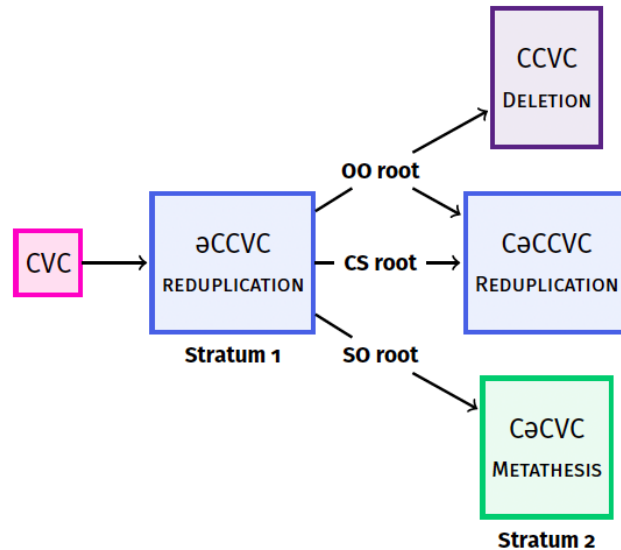 CCVC
DELETION
OO root
CVC
əCCVC
REDUPLICATION
CS root
CəCCVC
REDUPLICATION
Stratum 1
SO root
CəCVC
METATHESIS
Stratum 2